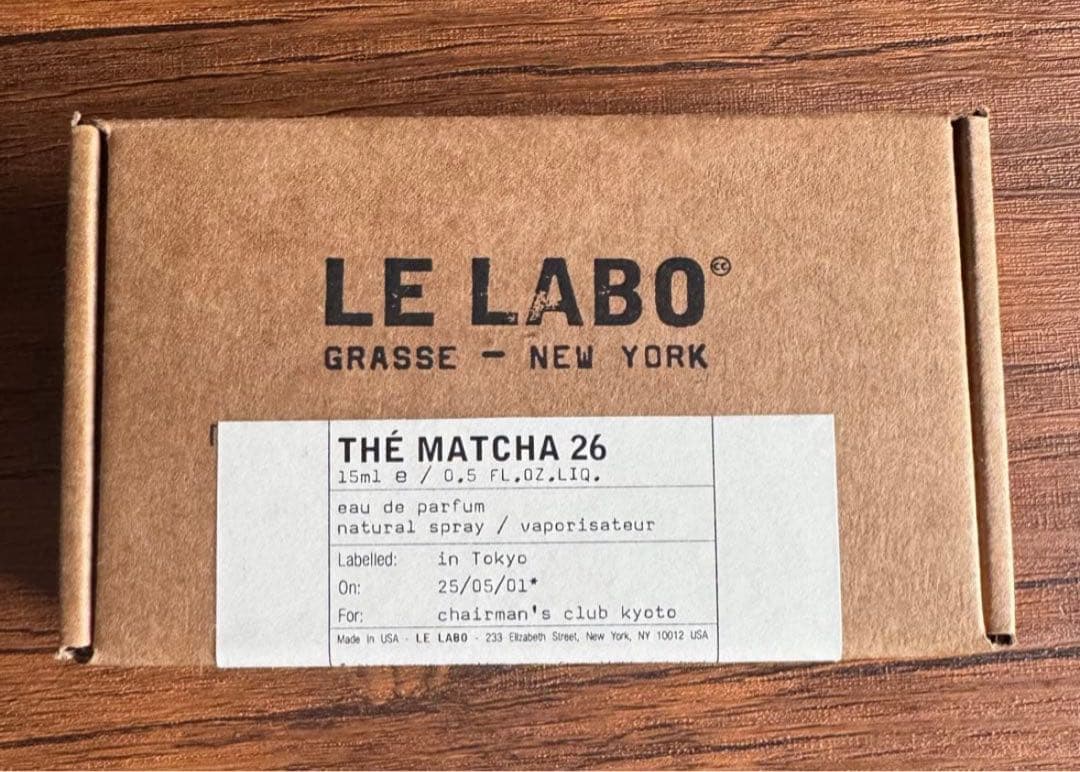 LE LABO
GRASSE - NEW YORK
THÉ MATCHA 26
15ml e / 0.5 FL.OZ.LIQ.
eau de parfum
natural spray / vaporisateur
Labelled: in Tokyo
On: 25/05/01*
For: chairman's club kyoto
Made in USA - LE LABO - 233 Elizabeth Street, New York, NY 10012 USA